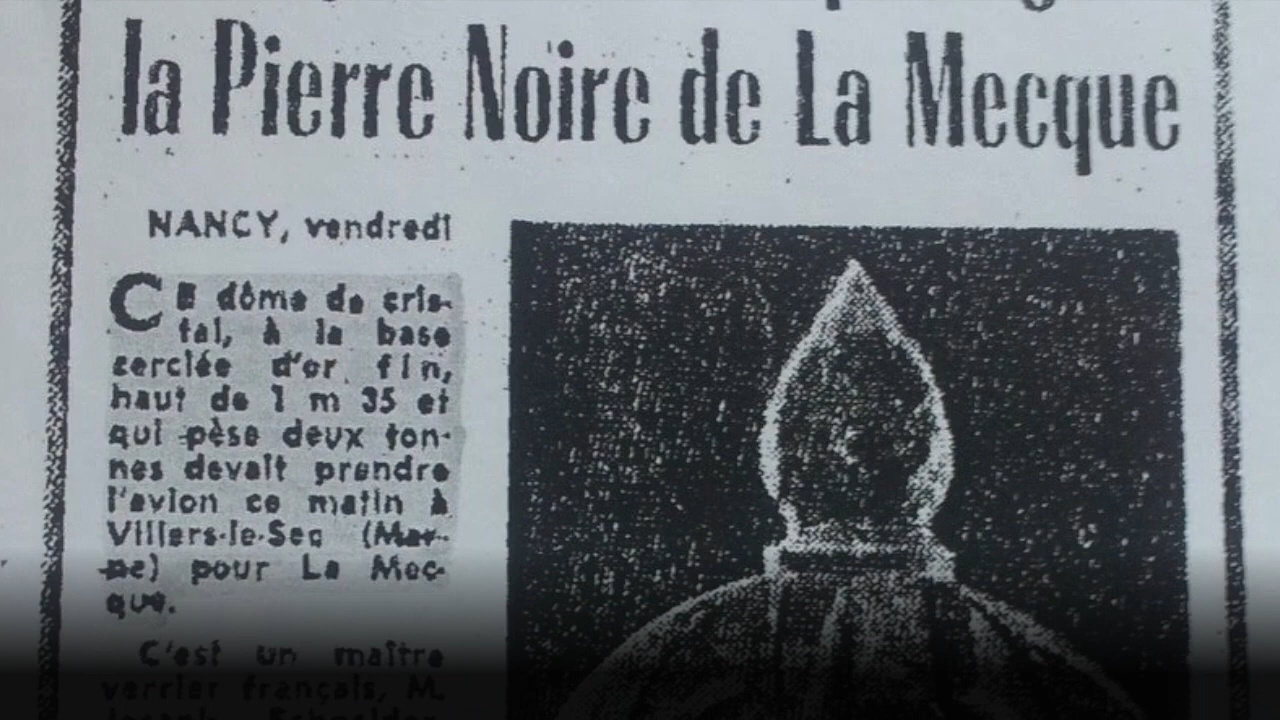 la Pierre Noire de La Mecque
NANCY, vendredi
CE dôme de cris-
tal, à la base
cerclée d'or fin,
haut de 1 m 35 et
qui pèse deux ton-
nes devait prendre
l'avion ce matin à
Villers-le-Sec (Mar-
ne) pour La Mec-
que.
C'est un maître
verrier français, M.